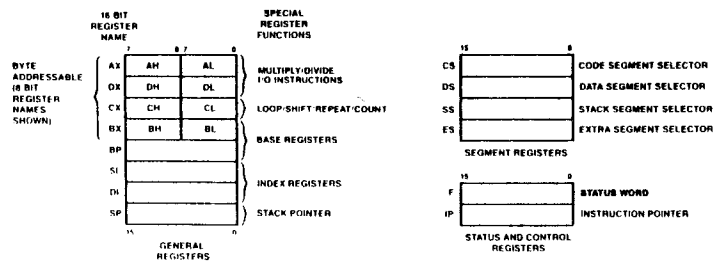 16 BIT
REGISTER
NAME
SPECIAL
REGISTER
FUNCTIONS
BYTE
ADDRESSABLE
(8 BIT
REGISTER
NAMES
SHOWN)
7 0 7 0
AX AH AL
DX DH DL
CX CH CL
BX BH BL
BP
SI
DI
SP
15 0
MULTIPLY/DIVIDE
I/O INSTRUCTIONS
LOOP/SHIFT/REPEAT/COUNT
BASE REGISTERS
INDEX REGISTERS
STACK POINTER
GENERAL
REGISTERS
15 0
CS CODE SEGMENT SELECTOR
DS DATA SEGMENT SELECTOR
SS STACK SEGMENT SELECTOR
ES EXTRA SEGMENT SELECTOR
SEGMENT REGISTERS
15 0
F STATUS WORD
IP INSTRUCTION POINTER
STATUS AND CONTROL
REGISTERS